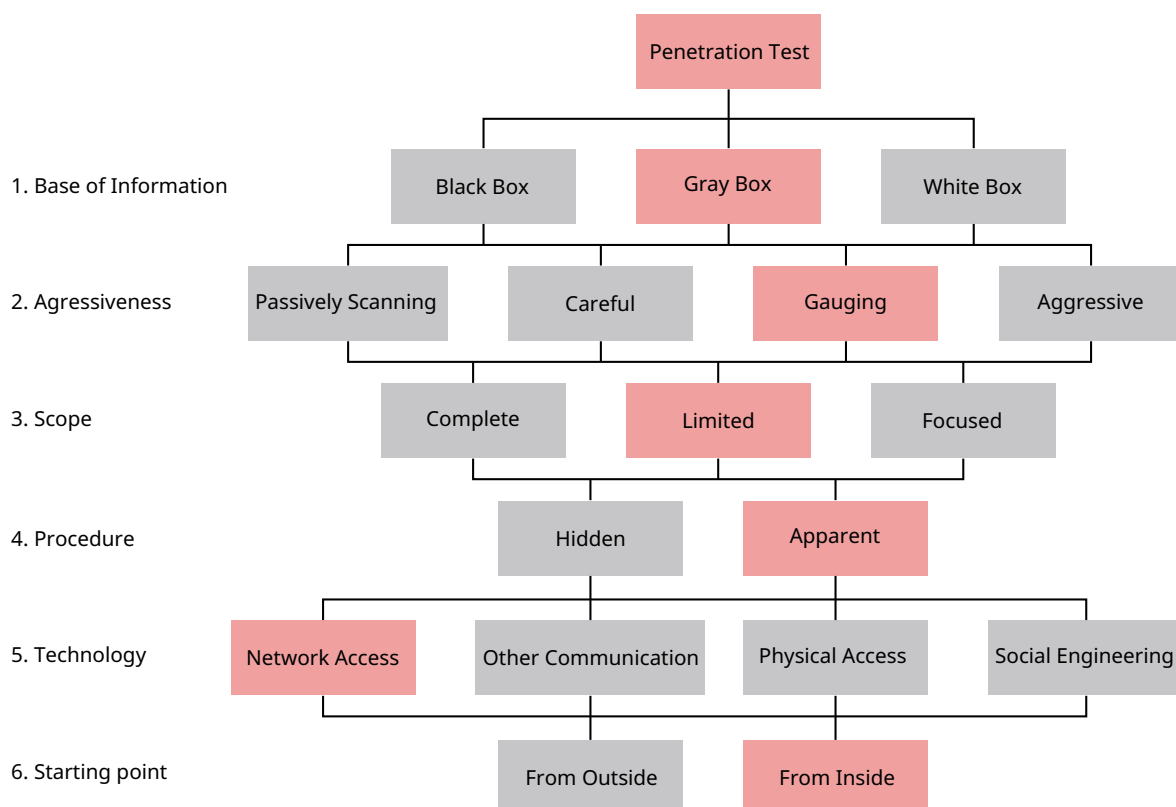 Penetration Test
1. Base of Information
Black Box
Gray Box
White Box
2. Agressiveness
Passively Scanning
Careful
Gauging
Aggressive
3. Scope
Complete
Limited
Focused
4. Procedure
Hidden
Apparent
5. Technology
Network Access
Other Communication
Physical Access
Social Engineering
6. Starting point
From Outside
From Inside